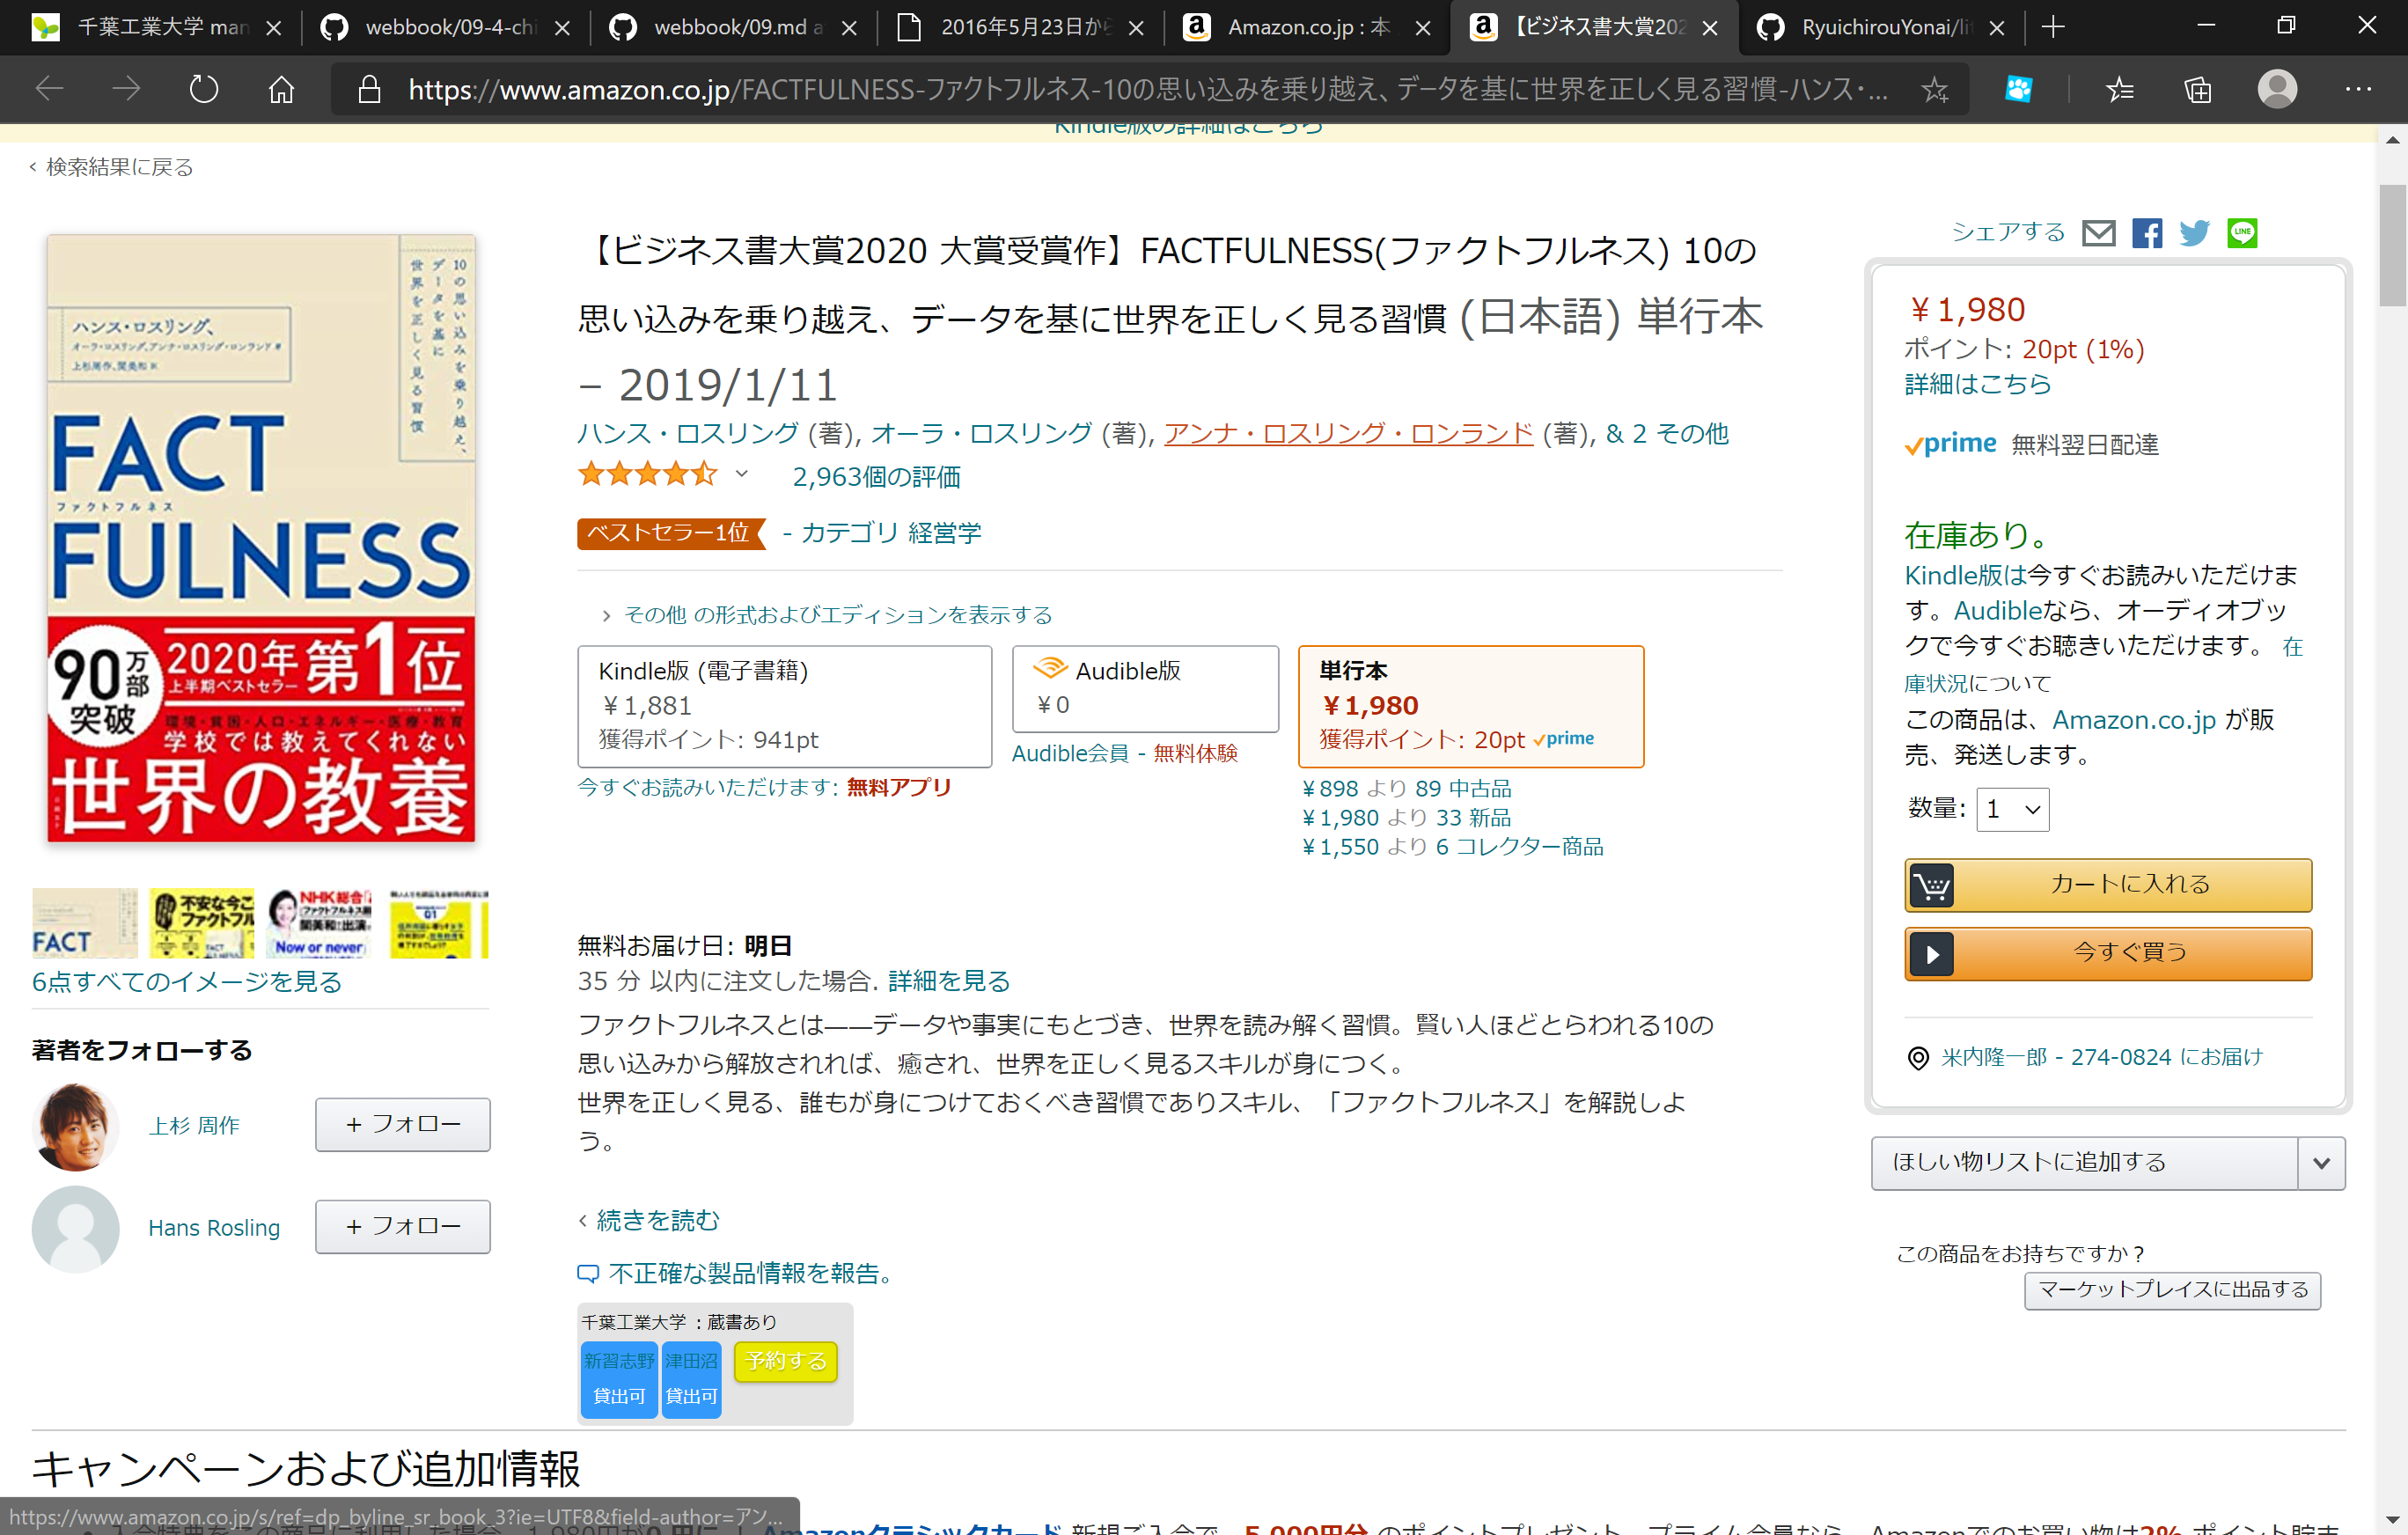 千葉工業大学 man
webbook/09-4-chi
webbook/09.md a
2016年5月23日か
Amazon.co.jp : 本
【ビジネス書大賞202
RyuichirouYonai/li
https://www.amazon.co.jp/FACTFULNESS-ファクトフルネス-10の思い込みを乗り越え、データを基に世界を正しく見る習慣-ハンス・...
Kindle版の詳細はこちら
‹ 検索結果に戻る
10の思い込みを乗り越え、
データを基に
世界を正しく見る習慣
ハンス・ロスリング、
オーラ・ロスリング、アンナ・ロスリング・ロンランド 著
上杉周作、関美和 訳
FACT
ファクトフルネス
FULNESS
90万部突破
2020年
上半期ベストセラー
第1位
環境・貧困・人口・エネルギー・医療・教育
学校では教えてくれない
世界の教養
FACT
不安な今こ
ファクトフル
NHK総合
関美和出演
Now or never
Q1
6点すべてのイメージを見る
著者をフォローする
上杉 周作
+ フォロー
Hans Rosling
+ フォロー
【ビジネス書大賞2020 大賞受賞作】FACTFULNESS(ファクトフルネス) 10の
思い込みを乗り越え、データを基に世界を正しく見る習慣 (日本語) 単行本
– 2019/1/11
ハンス・ロスリング (著), オーラ・ロスリング (著), アンナ・ロスリング・ロンランド (著), & 2 その他
2,963個の評価
ベストセラー1位 - カテゴリ 経営学
› その他 の形式およびエディションを表示する
Kindle版 (電子書籍)
￥1,881
獲得ポイント: 941pt
今すぐお読みいただけます: 無料アプリ
Audible版
￥0
Audible会員 - 無料体験
単行本
￥1,980
獲得ポイント: 20pt prime
￥898 より 89 中古品
￥1,980 より 33 新品
￥1,550 より 6 コレクター商品
無料お届け日: 明日
35 分 以内に注文した場合. 詳細を見る
ファクトフルネスとは――データや事実にもとづき、世界を読み解く習慣。賢い人ほどとらわれる10の
思い込みから解放されれば、癒され、世界を正しく見るスキルが身につく。
世界を正しく見る、誰もが身につけておくべき習慣でありスキル、「ファクトフルネス」を解説しよ
う。
‹ 続きを読む
不正確な製品情報を報告。
千葉工業大学 : 蔵書あり
新習志野
貸出可
津田沼
貸出可
予約する
シェアする
LINE
￥1,980
ポイント: 20pt (1%)
詳細はこちら
prime 無料翌日配達
在庫あり。
Kindle版は今すぐお読みいただけま
す。Audibleなら、オーディオブッ
クで今すぐお聴きいただけます。 在
庫状況について
この商品は、Amazon.co.jp が販
売、発送します。
数量: 1
カートに入れる
今すぐ買う
米内隆一郎 - 274-0824 にお届け
ほしい物リストに追加する
この商品をお持ちですか？
マーケットプレイスに出品する
キャンペーンおよび追加情報
https://www.amazon.co.jp/s/ref=dp_byline_sr_book_3?ie=UTF8&field-author=アン...